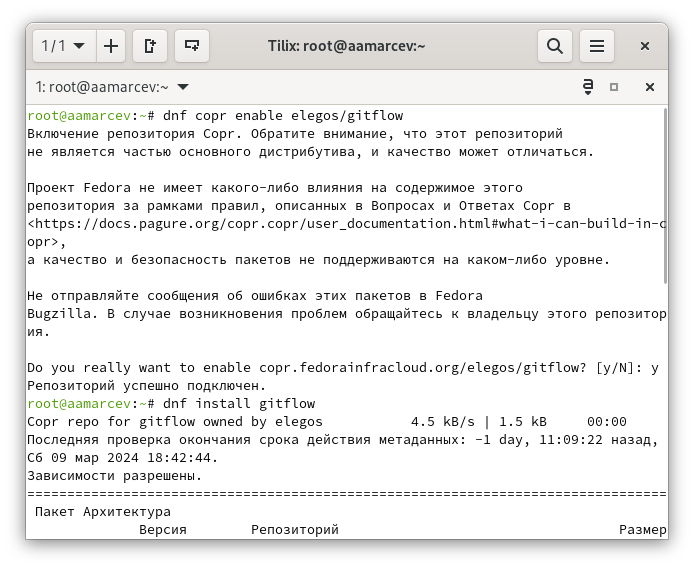 1 / 1
Tilix: root@aamarcev:~
1: root@aamarcev:~
root@aamarcev:~# dnf copr enable elegos/gitflow
Включение репозитория Copr. Обратите внимание, что этот репозиторий
не является частью основного дистрибутива, и качество может отличаться.
Проект Fedora не имеет какого-либо влияния на содержимое этого
репозитория за рамками правил, описанных в Вопросах и Ответах Copr в
<https://docs.pagure.org/copr.copr/user_documentation.html#what-i-can-build-in-c
opr>,
а качество и безопасность пакетов не поддерживаются на каком-либо уровне.
Не отправляйте сообщения об ошибках этих пакетов в Fedora
Bugzilla. В случае возникновения проблем обращайтесь к владельцу этого репозитор
ия.
Do you really want to enable copr.fedorainfracloud.org/elegos/gitflow? [y/N]: y
Репозиторий успешно подключен.
root@aamarcev:~# dnf install gitflow
Copr repo for gitflow owned by elegos           4.5 kB/s | 1.5 kB     00:00
Последняя проверка окончания срока действия метаданных: -1 day, 11:09:22 назад,
Сб 09 мар 2024 18:42:44.
Зависимости разрешены.
================================================================================
Пакет Архитектура
Версия        Репозиторий                                   Размер